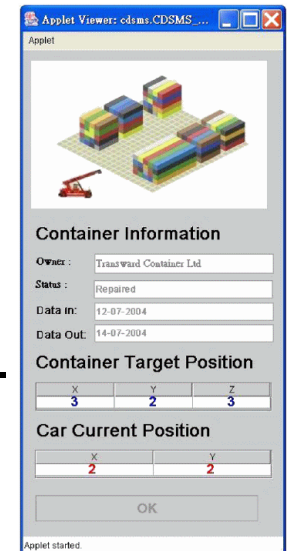 Applet Viewer: cdsms.CDSMS_...
Applet
Container Information
Owner : Transward Container Ltd
Status : Repaired
Data in: 12-07-2004
Data Out: 14-07-2004
Container Target Position
X Y Z
3 2 3
Car Current Position
X Y
2 2
OK
Applet started.